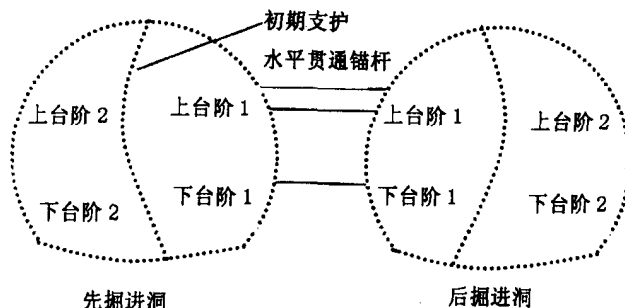 初期支护
水平贯通锚杆
上台阶 2
上台阶 1
上台阶 1
上台阶 2
下台阶 2
下台阶 1
下台阶 1
下台阶 2
先掘进洞
后掘进洞